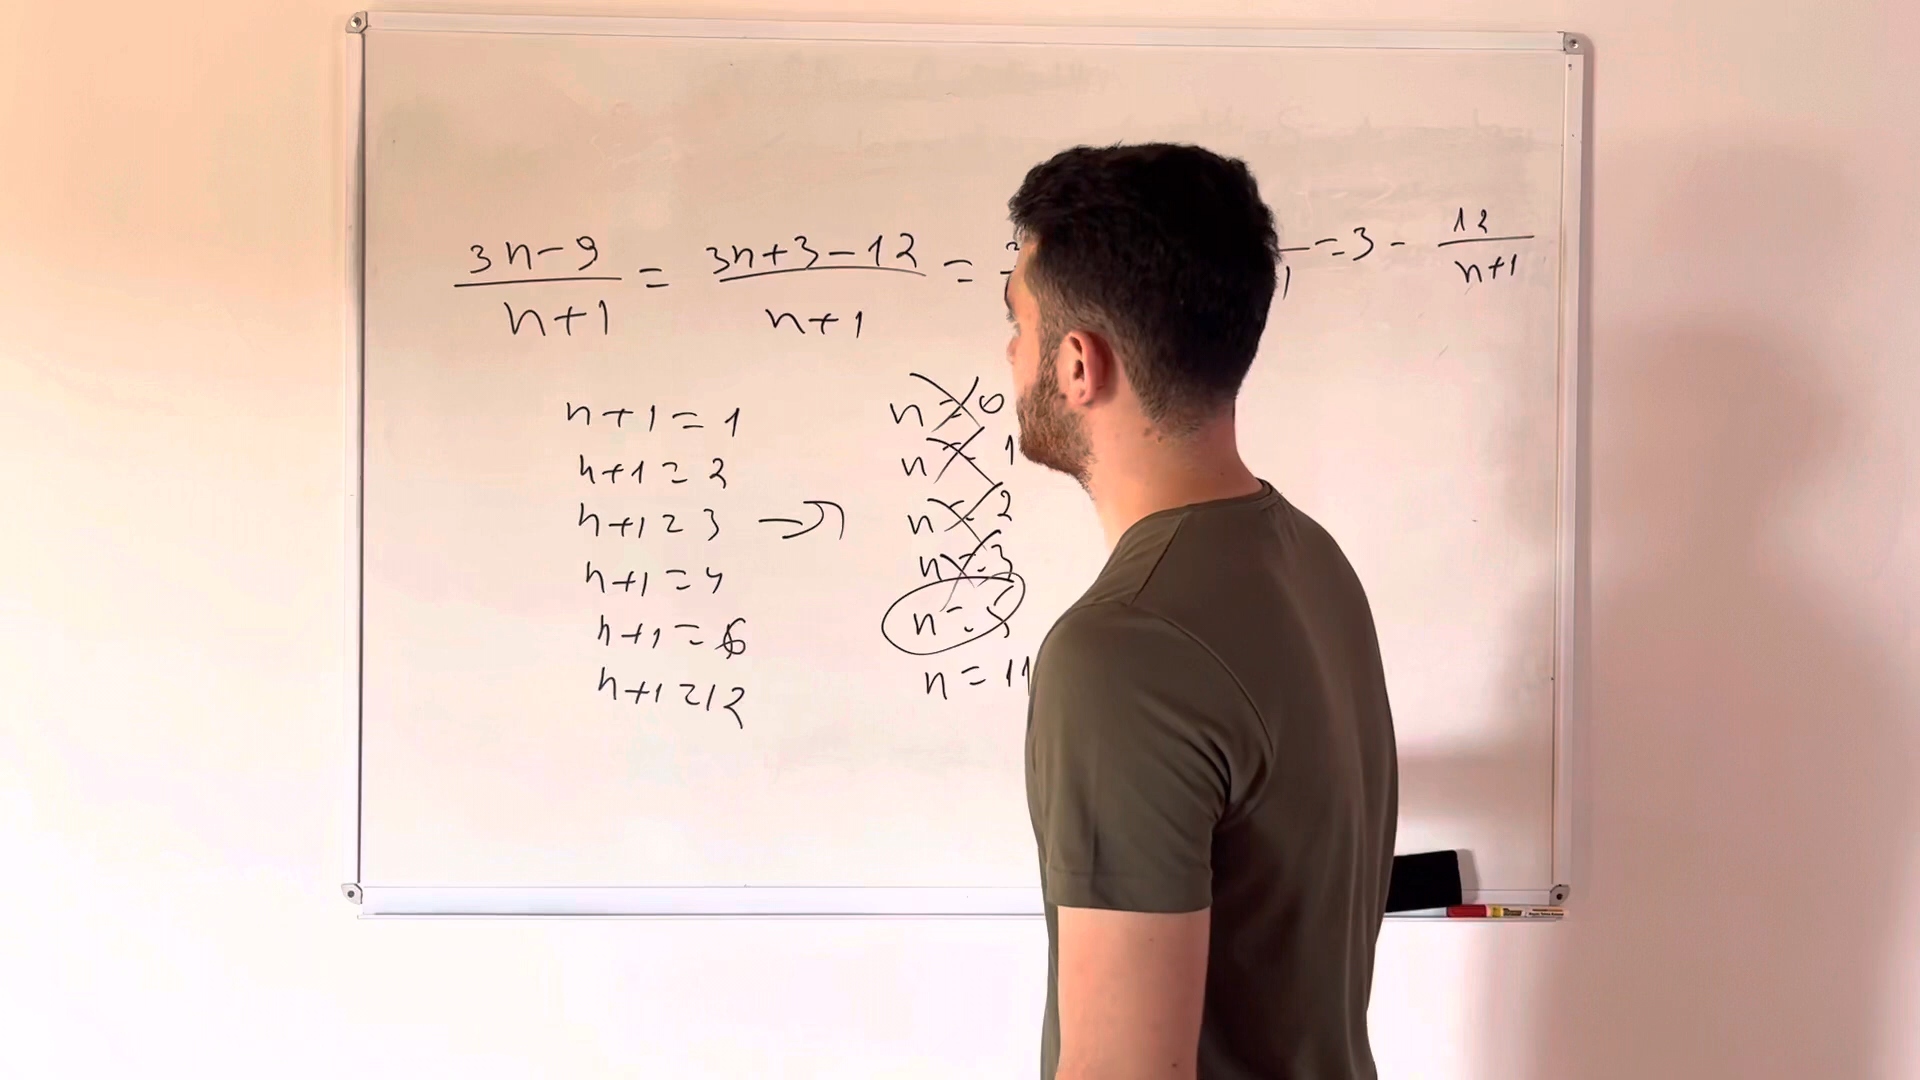 (3n-9)/(n+1) = (3n+3-12)/(n+1) = = 3 - 12/(n+1)
n+1=1 n=0
n+1=2 n=1
n+1=3 → n=2
n+1=4 n=3
n+1=6 n=5
n+1=12 n=11